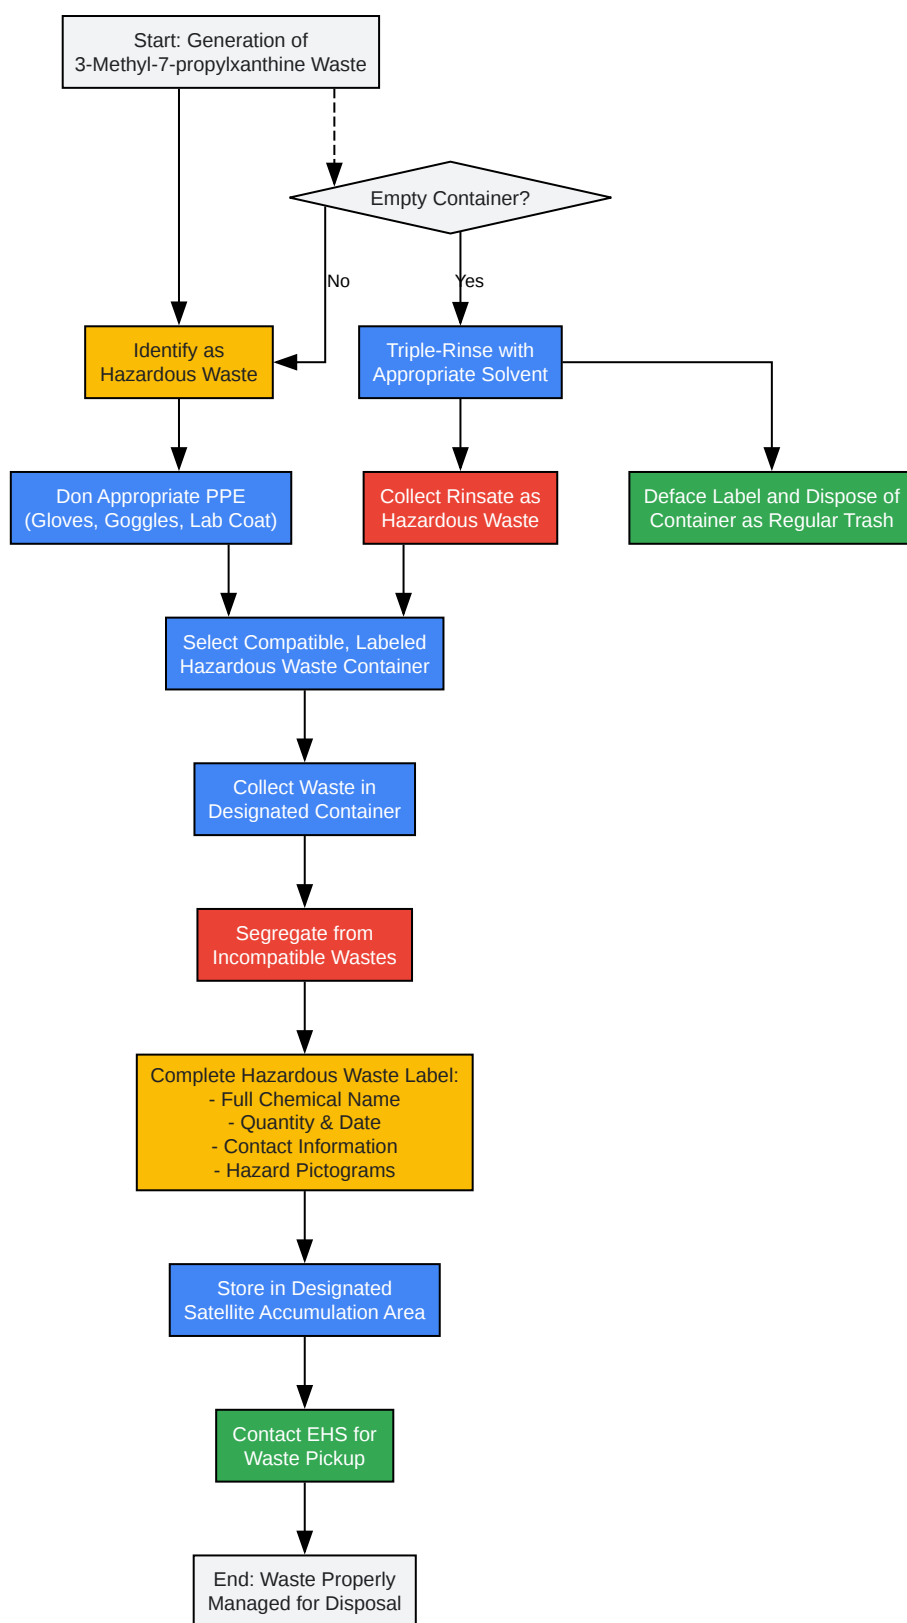 Start: Generation of
3-Methyl-7-propylxanthine Waste
Empty Container?
No
Yes
Identify as
Hazardous Waste
Triple-Rinse with
Appropriate Solvent
Don Appropriate PPE
(Gloves, Goggles, Lab Coat)
Collect Rinsate as
Hazardous Waste
Deface Label and Dispose of
Container as Regular Trash
Select Compatible, Labeled
Hazardous Waste Container
Collect Waste in
Designated Container
Segregate from
Incompatible Wastes
Complete Hazardous Waste Label:
- Full Chemical Name
- Quantity & Date
- Contact Information
- Hazard Pictograms
Store in Designated
Satellite Accumulation Area
Contact EHS for
Waste Pickup
End: Waste Properly
Managed for Disposal